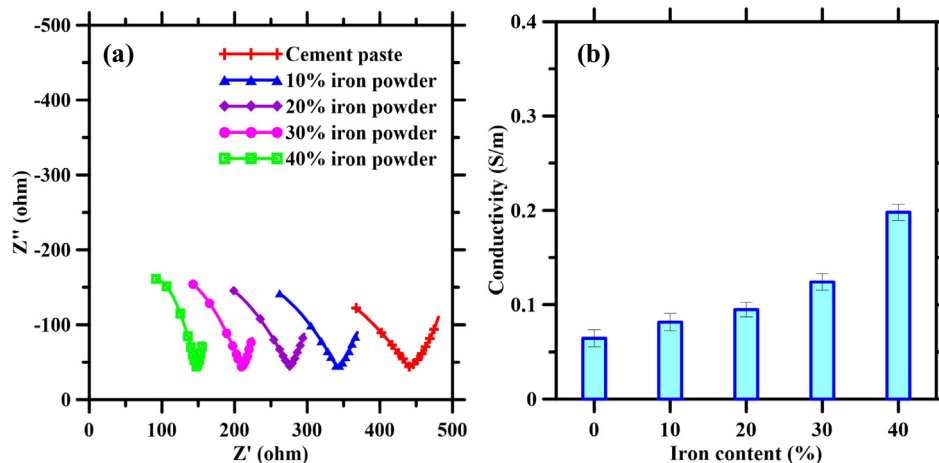 (a)
Cement paste
10% iron powder
20% iron powder
30% iron powder
40% iron powder
-500
-400
-300
-200
-100
0
Z'' (ohm)
0 100 200 300 400 500
Z' (ohm)
(b)
0.4
0.3
0.2
0.1
0
Conductivity (S/m)
0 10 20 30 40
Iron content (%)